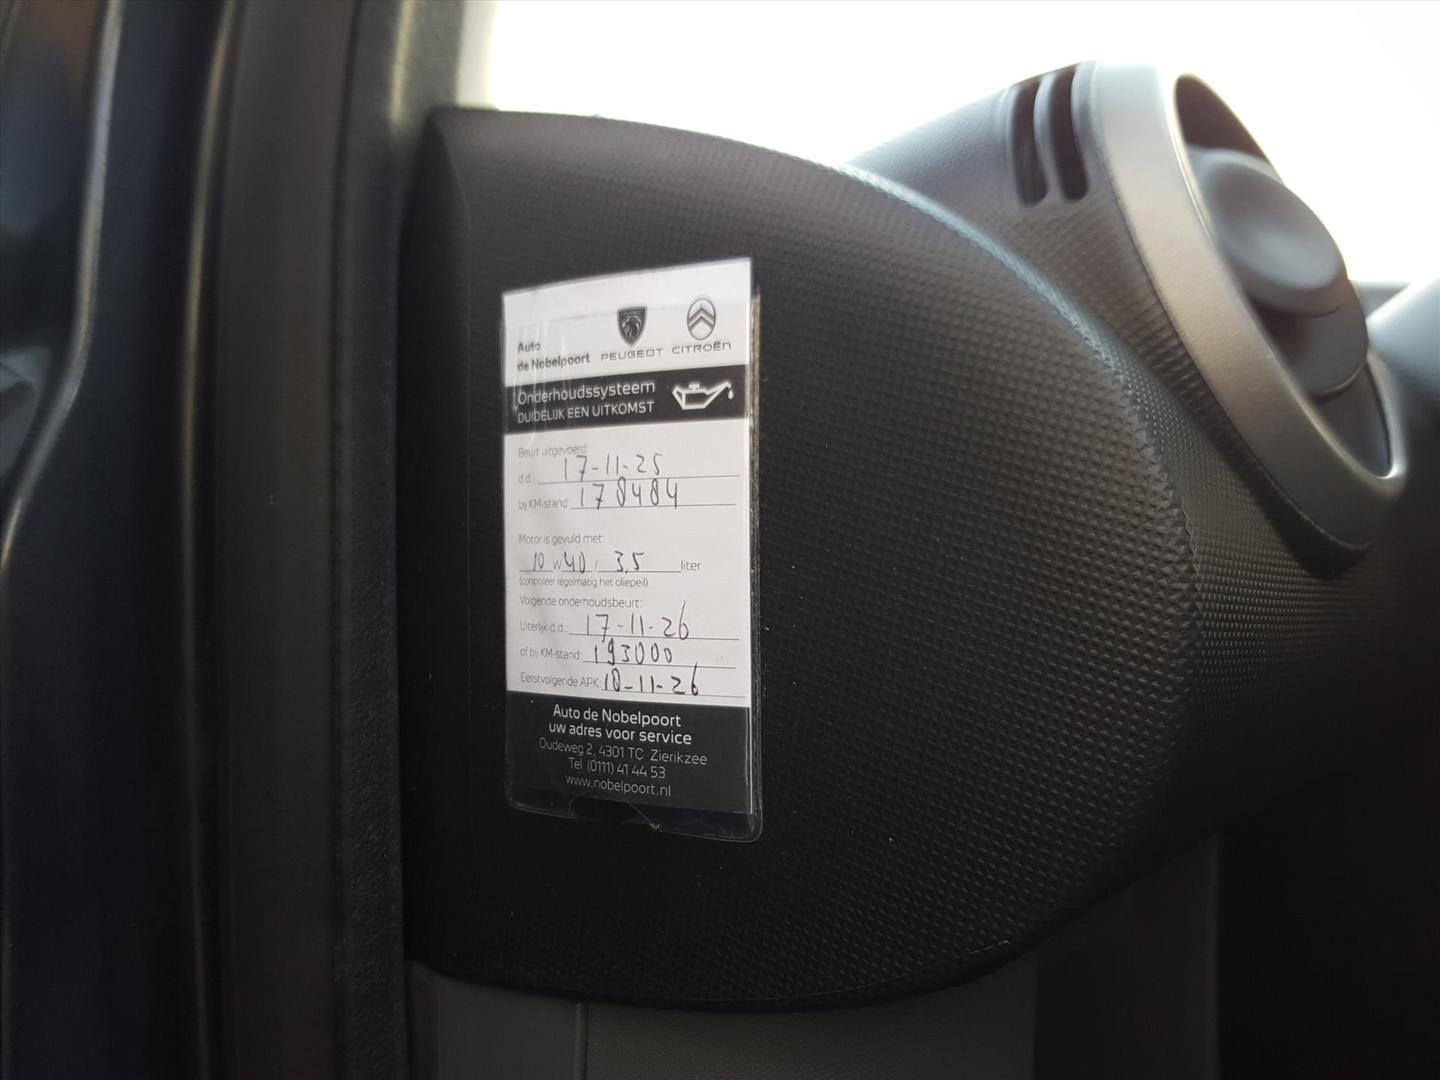 Auto
de Nobelpoort
PEUGEOT CITROËN
Onderhoudssysteem
DUIDELIJK EEN UITKOMST
Beurt uitgevoerd:
d.d. 17-11-25
bij KM-stand: 178484
Motor is gevuld met:
10 w 40 / 3,5 liter
(controleer regelmatig het oliepeil)
Volgende onderhoudsbeurt:
Uiterlijk d.d.: 17-11-26
of bij KM-stand: 193000
Eerstvolgende APK: 10-11-26
Auto de Nobelpoort
uw adres voor service
Oudeweg 2, 4301 TC Zierikzee
Tel (0111) 41 44 53
www.nobelpoort.nl